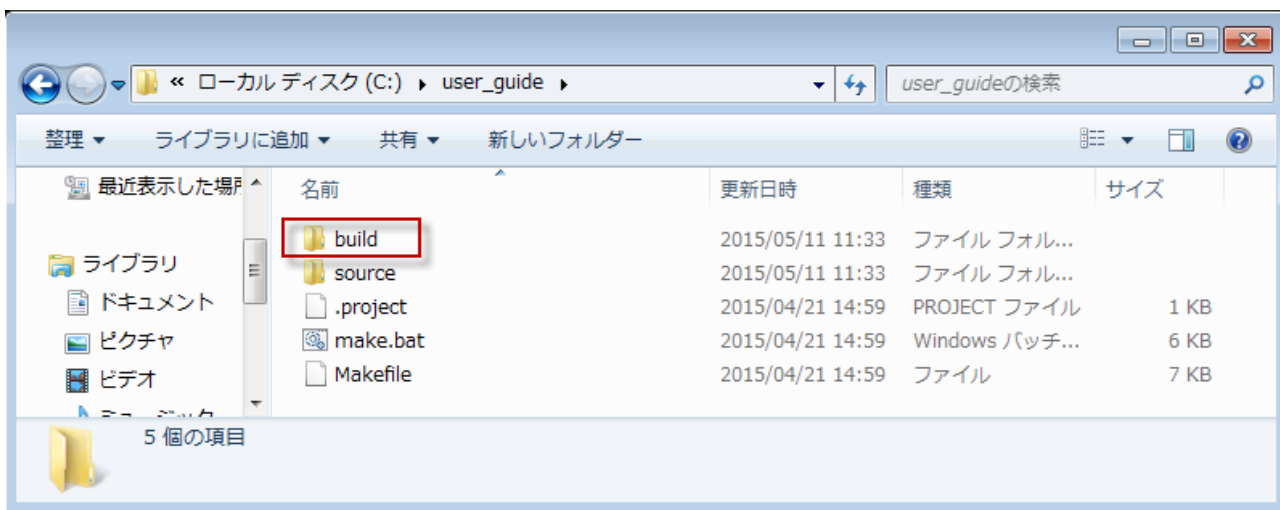 « ローカル ディスク (C:) ▸ user_guide ▸ user_guideの検索
整理 ▼ ライブラリに追加 ▼ 共有 ▼ 新しいフォルダー
最近表示した場所 名前 更新日時 種類 サイズ
build 2015/05/11 11:33 ファイル フォル...
ライブラリ source 2015/05/11 11:33 ファイル フォル...
ドキュメント .project 2015/04/21 14:59 PROJECT ファイル 1 KB
ピクチャ make.bat 2015/04/21 14:59 Windows バッチ... 6 KB
ビデオ Makefile 2015/04/21 14:59 ファイル 7 KB
ミュージック
5 個の項目